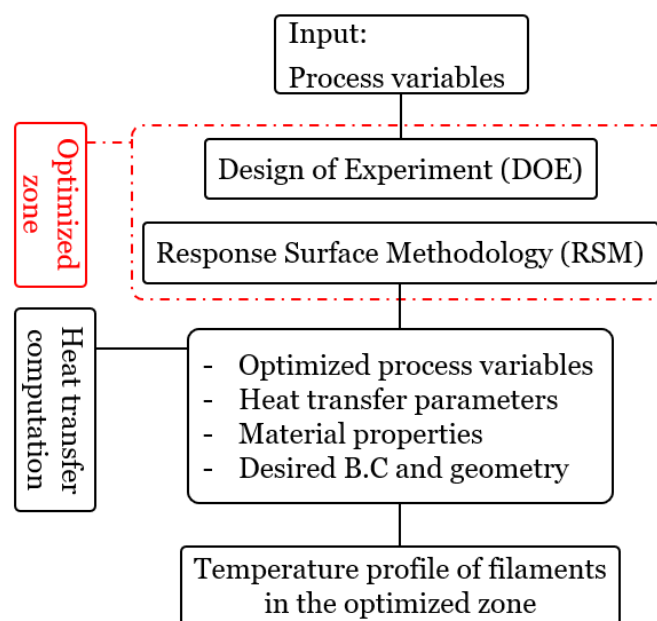 Input:
Process variables
Optimized
zone
Design of Experiment (DOE)
Response Surface Methodology (RSM)
Heat transfer
computation
- Optimized process variables
- Heat transfer parameters
- Material properties
- Desired B.C and geometry
Temperature profile of filaments
in the optimized zone